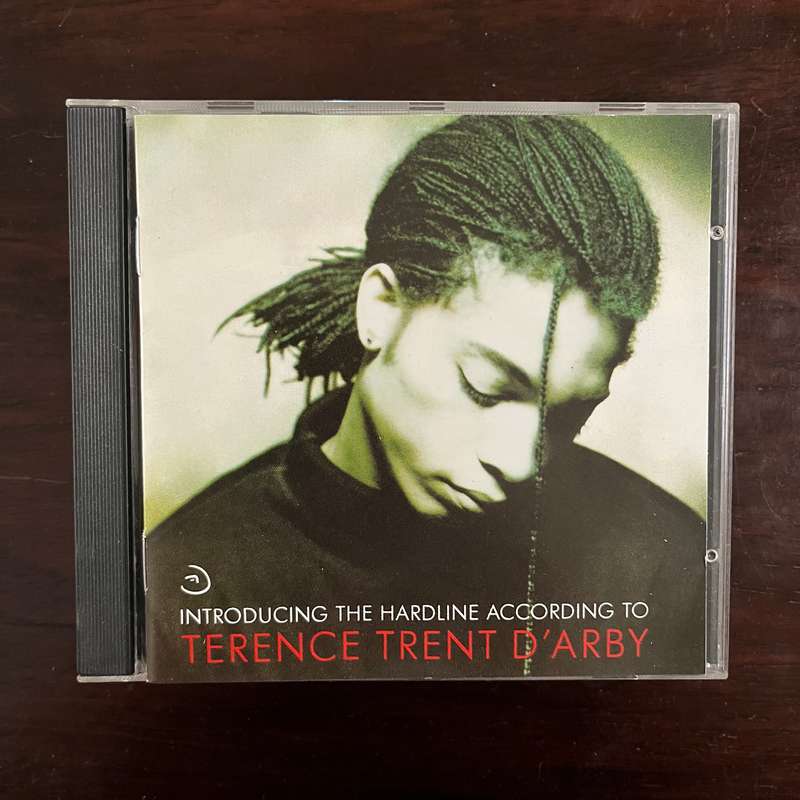 INTRODUCING THE HARDLINE ACCORDING TO
TERENCE TRENT D'ARBY